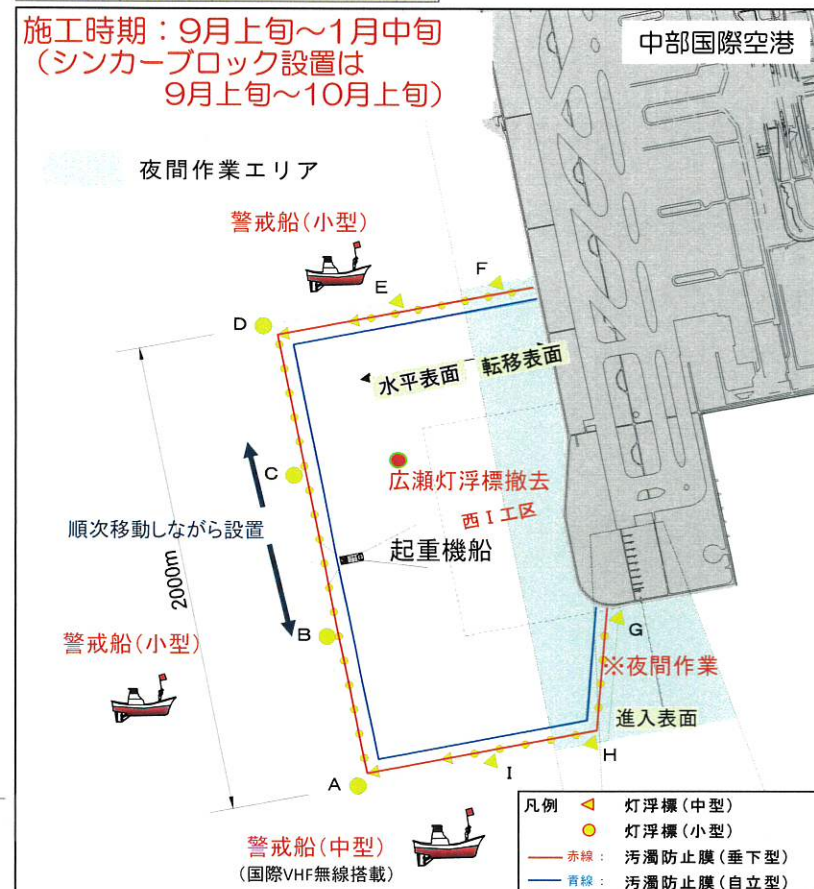 施工時期：9月上旬～1月中旬
（シンカーブロック設置は
9月上旬～10月上旬）
中部国際空港
夜間作業エリア
警戒船(小型)
F
E
D
水平表面
転移表面
C
広瀬灯浮標撤去
西Ⅰ工区
順次移動しながら設置
起重機船
2000m
B
G
警戒船(小型)
※夜間作業
進入表面
H
I
A
警戒船(中型)
(国際VHF無線搭載)
凡例 灯浮標(中型)
灯浮標(小型)
赤線： 汚濁防止膜(垂下型)
青線： 汚濁防止膜(自立型)